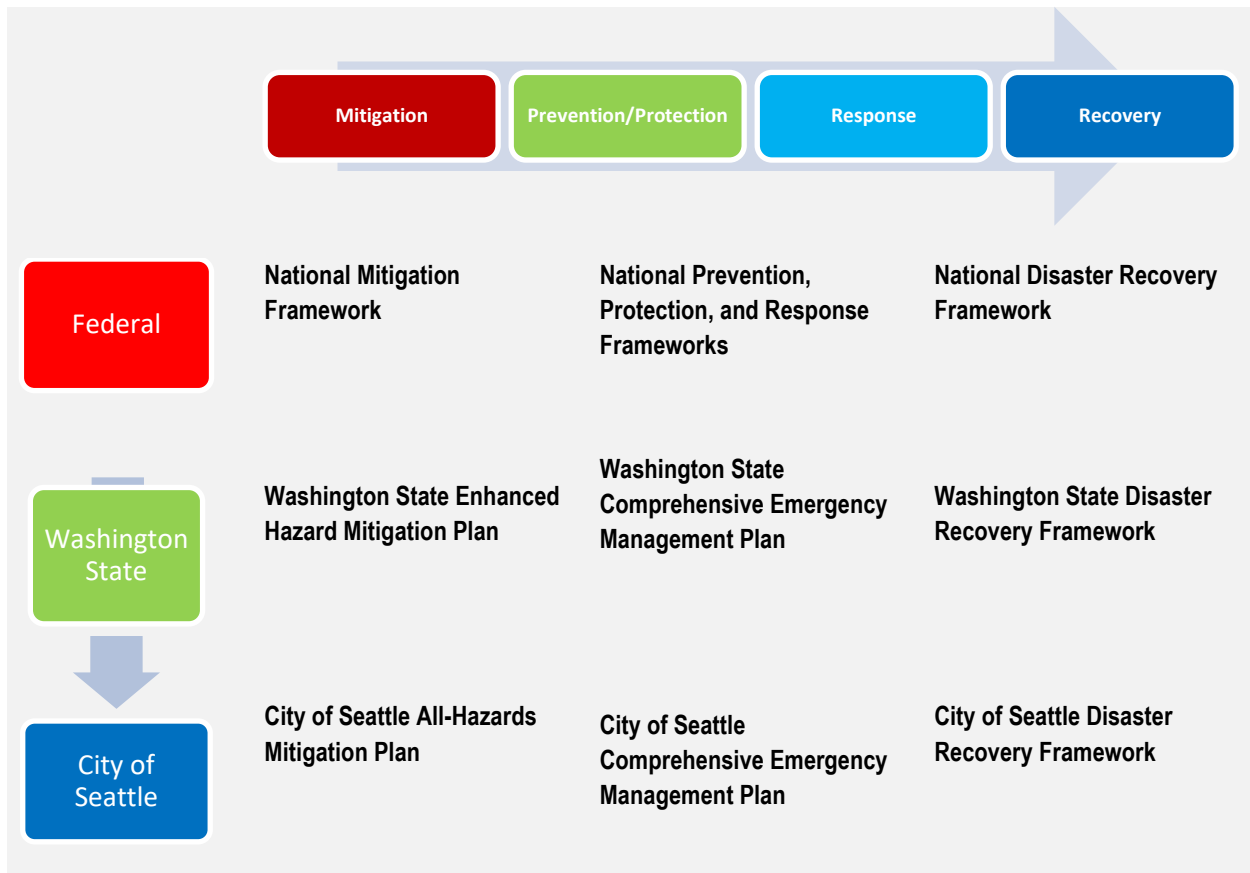 Mitigation
Prevention/Protection
Response
Recovery
Federal
National Mitigation
Framework
National Prevention,
Protection, and Response
Frameworks
National Disaster Recovery
Framework
Washington
State
Washington State Enhanced
Hazard Mitigation Plan
Washington State
Comprehensive Emergency
Management Plan
Washington State Disaster
Recovery Framework
City of
Seattle
City of Seattle All-Hazards
Mitigation Plan
City of Seattle
Comprehensive Emergency
Management Plan
City of Seattle Disaster
Recovery Framework